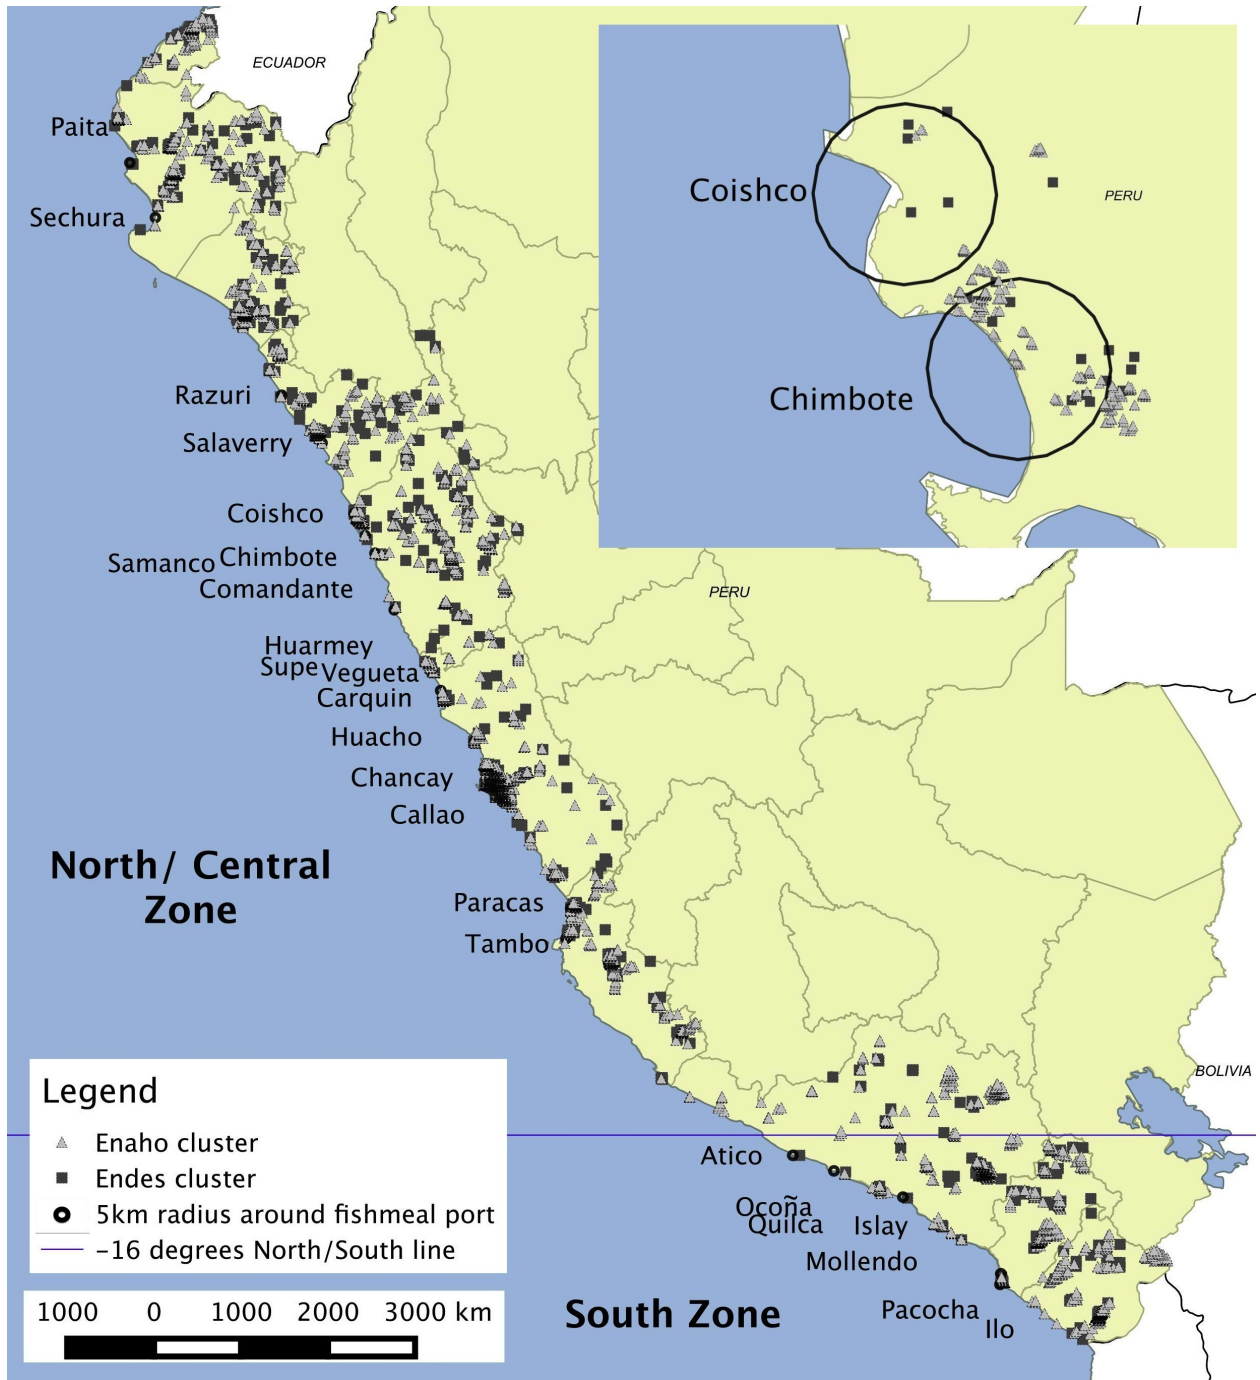 ECUADOR
Paita
Sechura
Coishco
PERU
Chimbote
Razuri
Salaverry
Coishco
Samanco Chimbote
Comandante
PERU
Huarmey
Supe Vegueta
Carquin
Huacho
Chancay
Callao
North/ Central
Zone
Paracas
Tambo
BOLIVIA
Legend
Enaho cluster
Endes cluster
5km radius around fishmeal port
-16 degrees North/South line
Atico
Ocoña
Quilca Islay
Mollendo
Pacocha
Ilo
South Zone
1000 0 1000 2000 3000 km